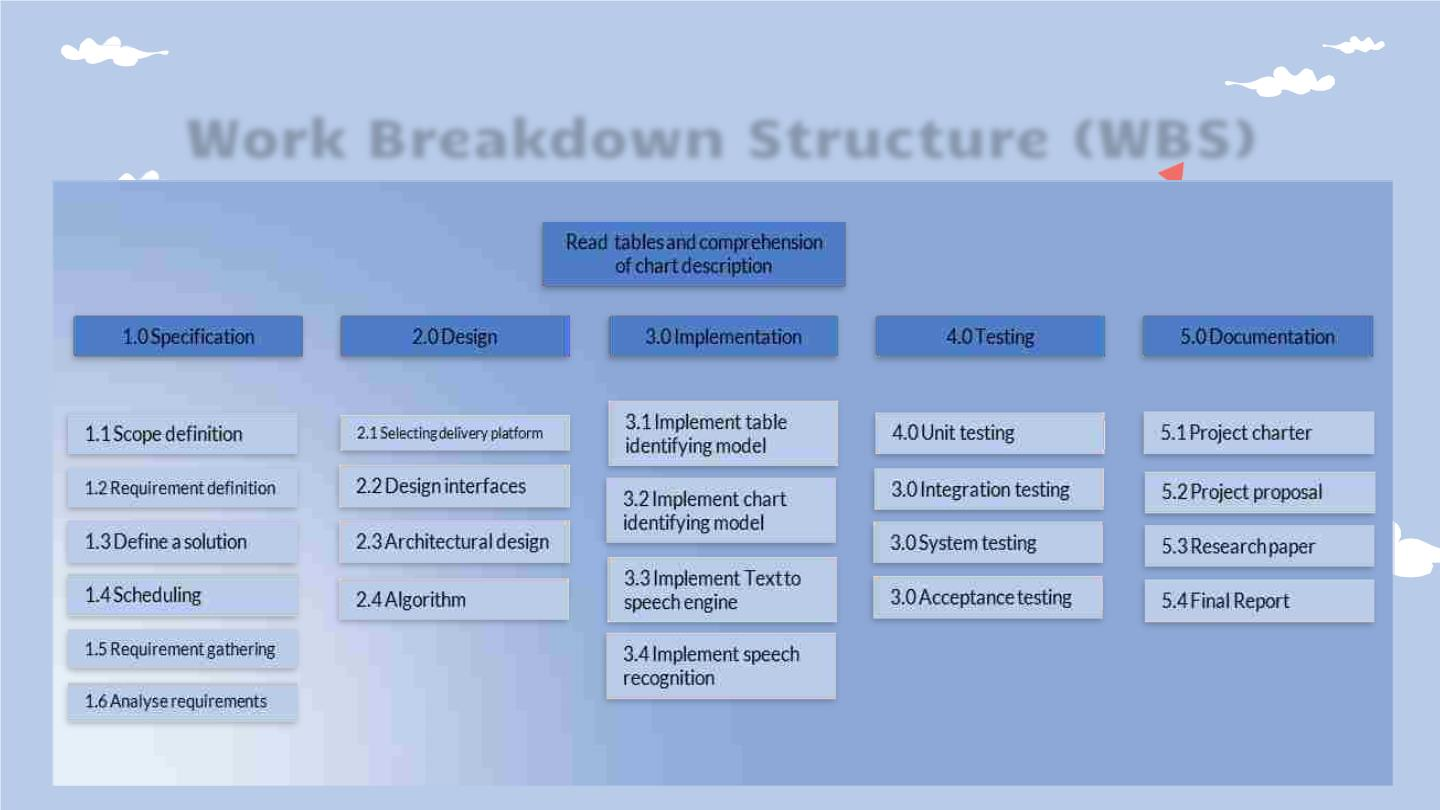 Work Breakdown Structure (WBS)
Read tables and comprehension
of chart description
1.0 Specification
2.0 Design
3.0 Implementation
4.0 Testing
5.0 Documentation
1.1 Scope definition
1.2 Requirement definition
1.3 Define a solution
1.4 Scheduling
1.5 Requirement gathering
1.6 Analyse requirements
2.1 Selecting delivery platform
2.2 Design interfaces
2.3 Architectural design
2.4 Algorithm
3.1 Implement table
identifying model
3.2 Implement chart
identifying model
3.3 Implement Text to
speech engine
3.4 Implement speech
recognition
4.0 Unit testing
3.0 Integration testing
3.0 System testing
3.0 Acceptance testing
5.1 Project charter
5.2 Project proposal
5.3 Research paper
5.4 Final Report